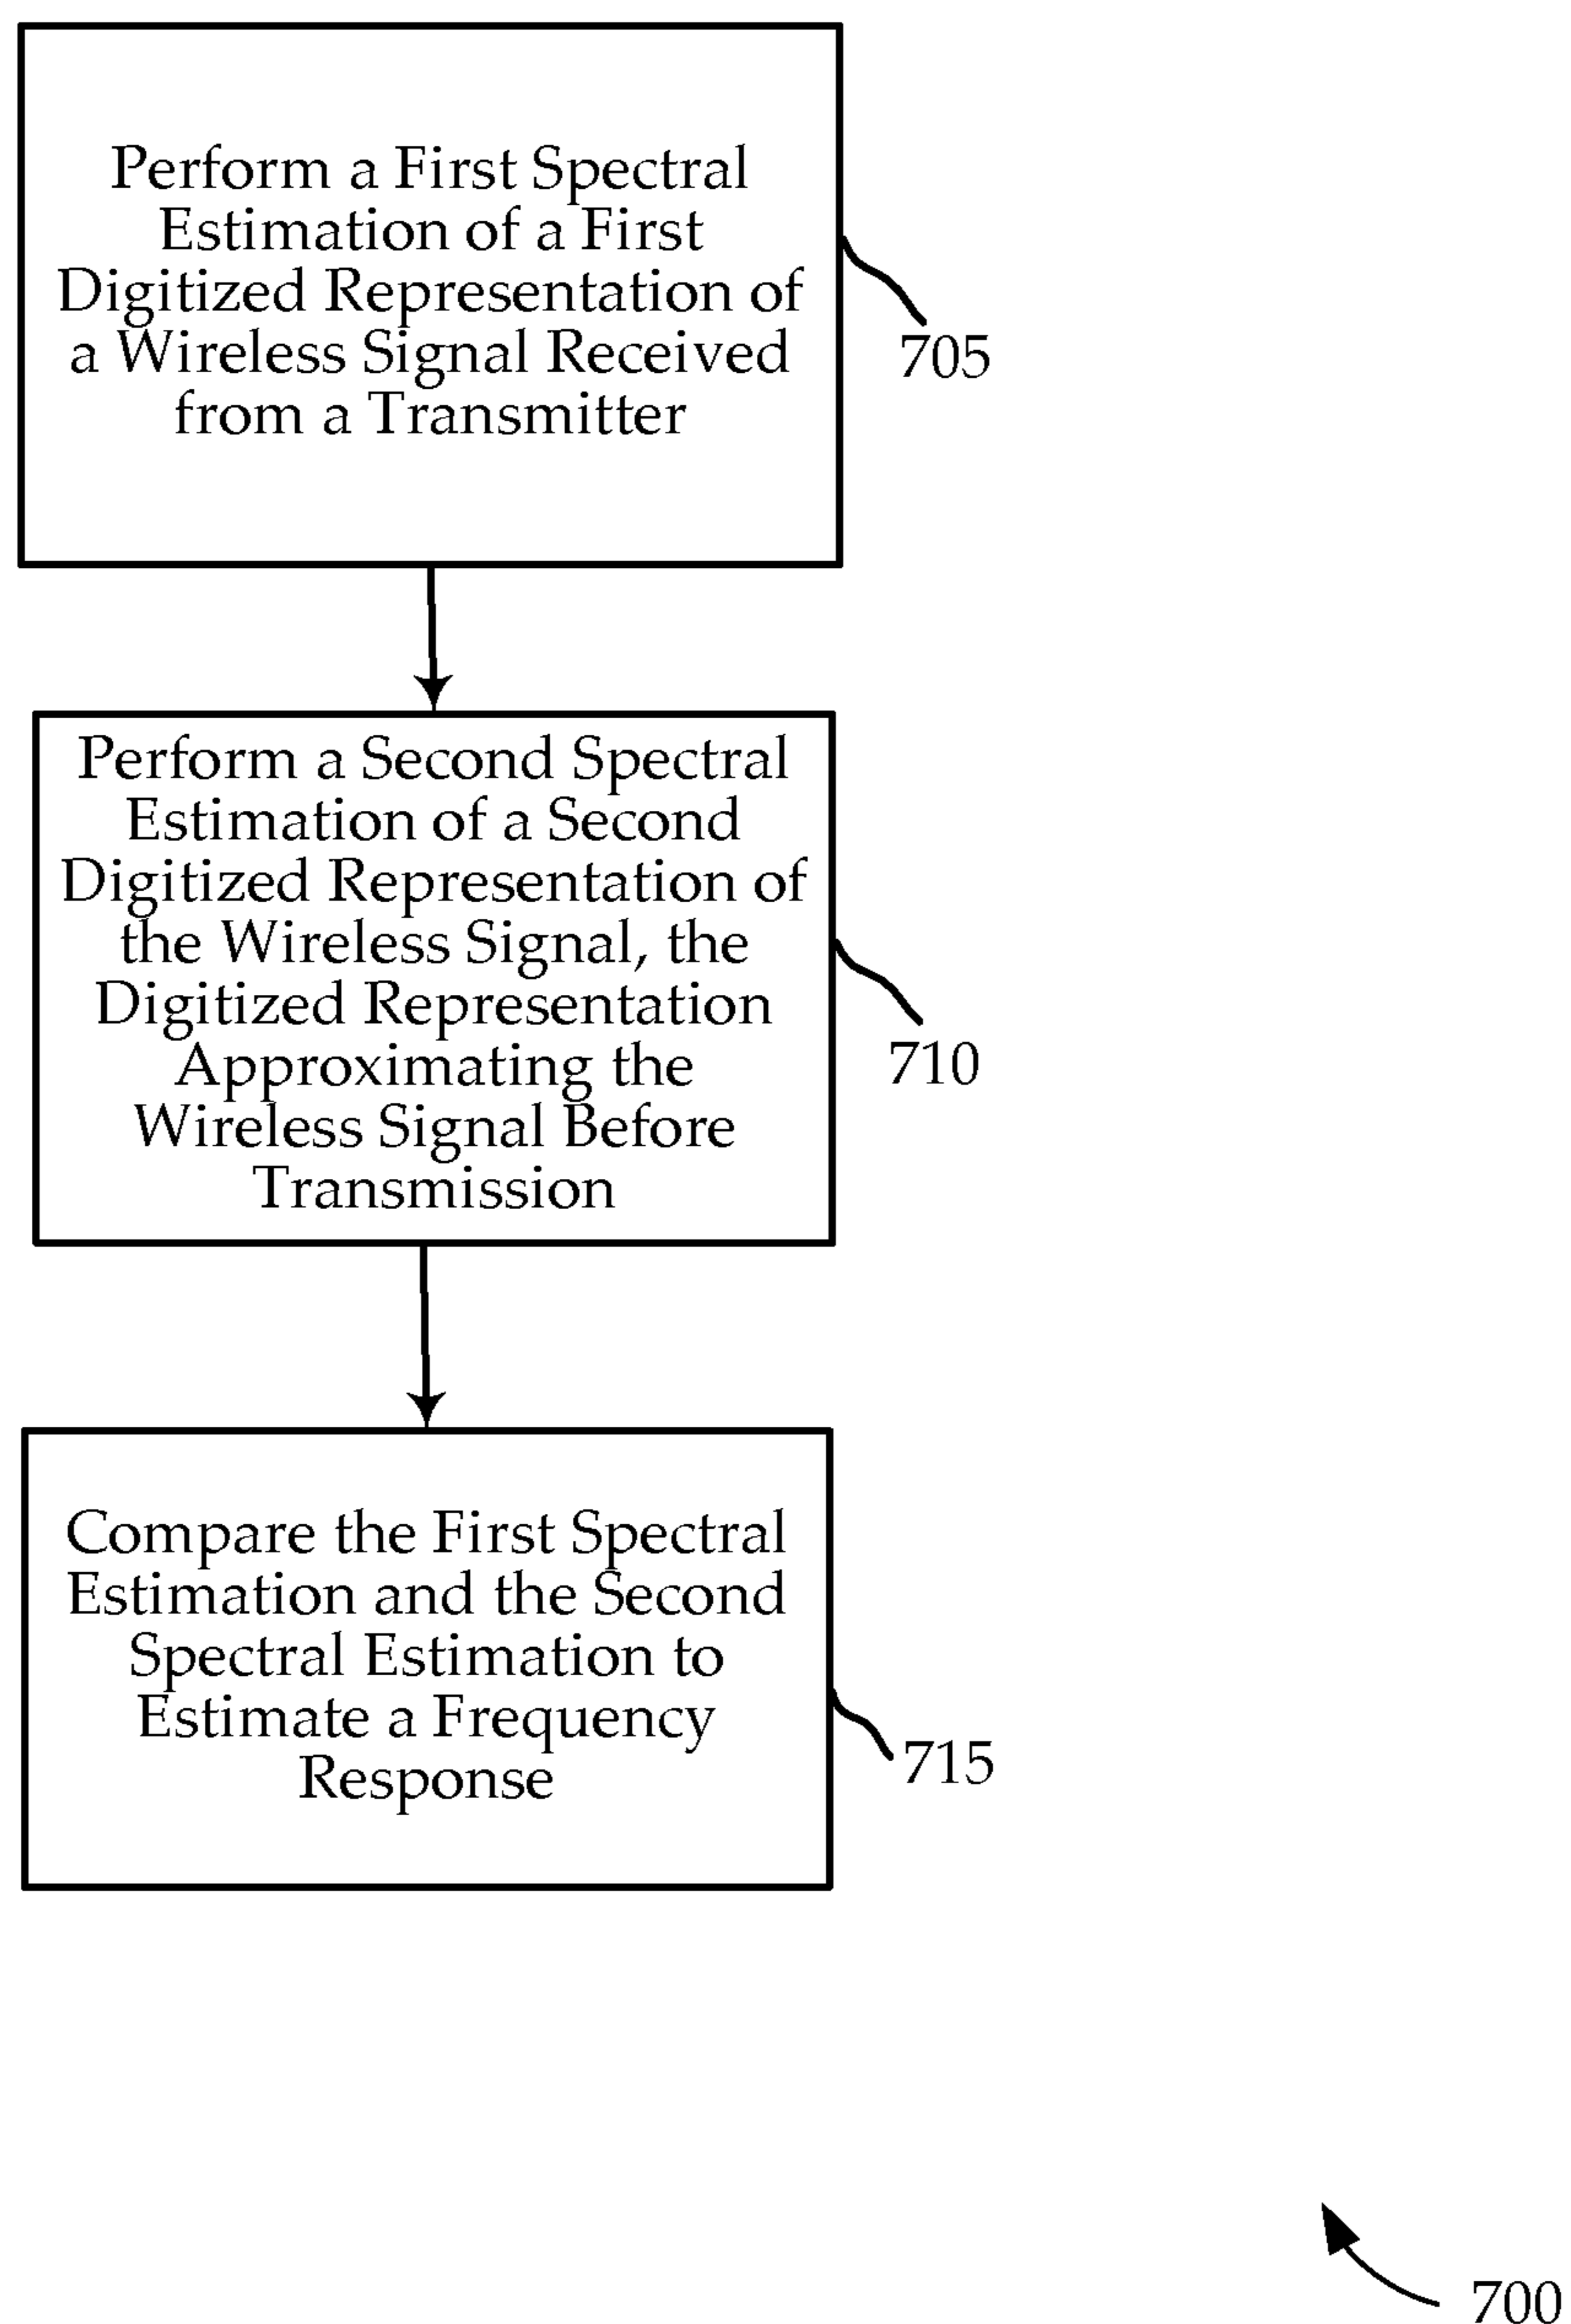 Perform a First Spectral
Estimation of a First
Digitized Representation of
a Wireless Signal Received
from a Transmitter
705
Perform a Second Spectral
Estimation of a Second
Digitized Representation of
the Wireless Signal, the
Digitized Representation
Approximating the
Wireless Signal Before
Transmission
710
Compare the First Spectral
Estimation and the Second
Spectral Estimation to
Estimate a Frequency
Response
715
700